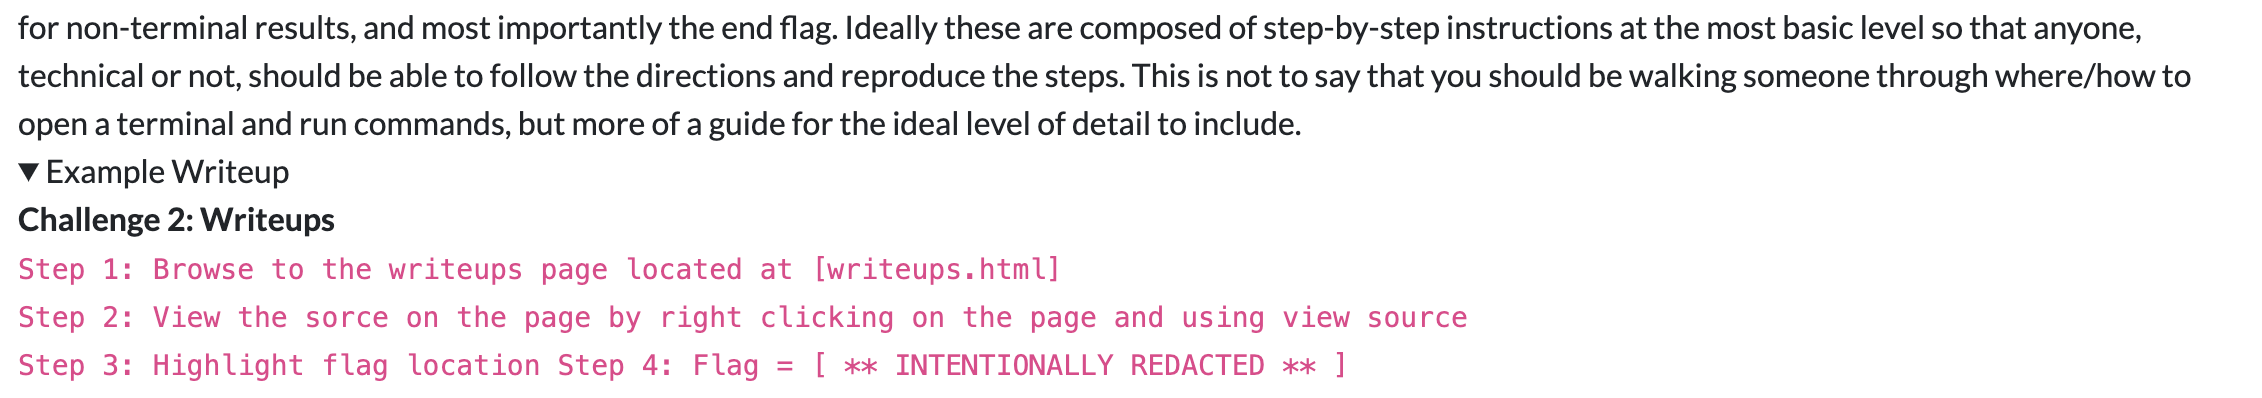 for non-terminal results, and most importantly the end flag. Ideally these are composed of step-by-step instructions at the most basic level so that anyone,
technical or not, should be able to follow the directions and reproduce the steps. This is not to say that you should be walking someone through where/how to
open a terminal and run commands, but more of a guide for the ideal level of detail to include.
▼ Example Writeup
Challenge 2: Writeups
Step 1: Browse to the writeups page located at [writeups.html]
Step 2: View the sorce on the page by right clicking on the page and using view source
Step 3: Highlight flag location Step 4: Flag = [ ** INTENTIONALLY REDACTED ** ]